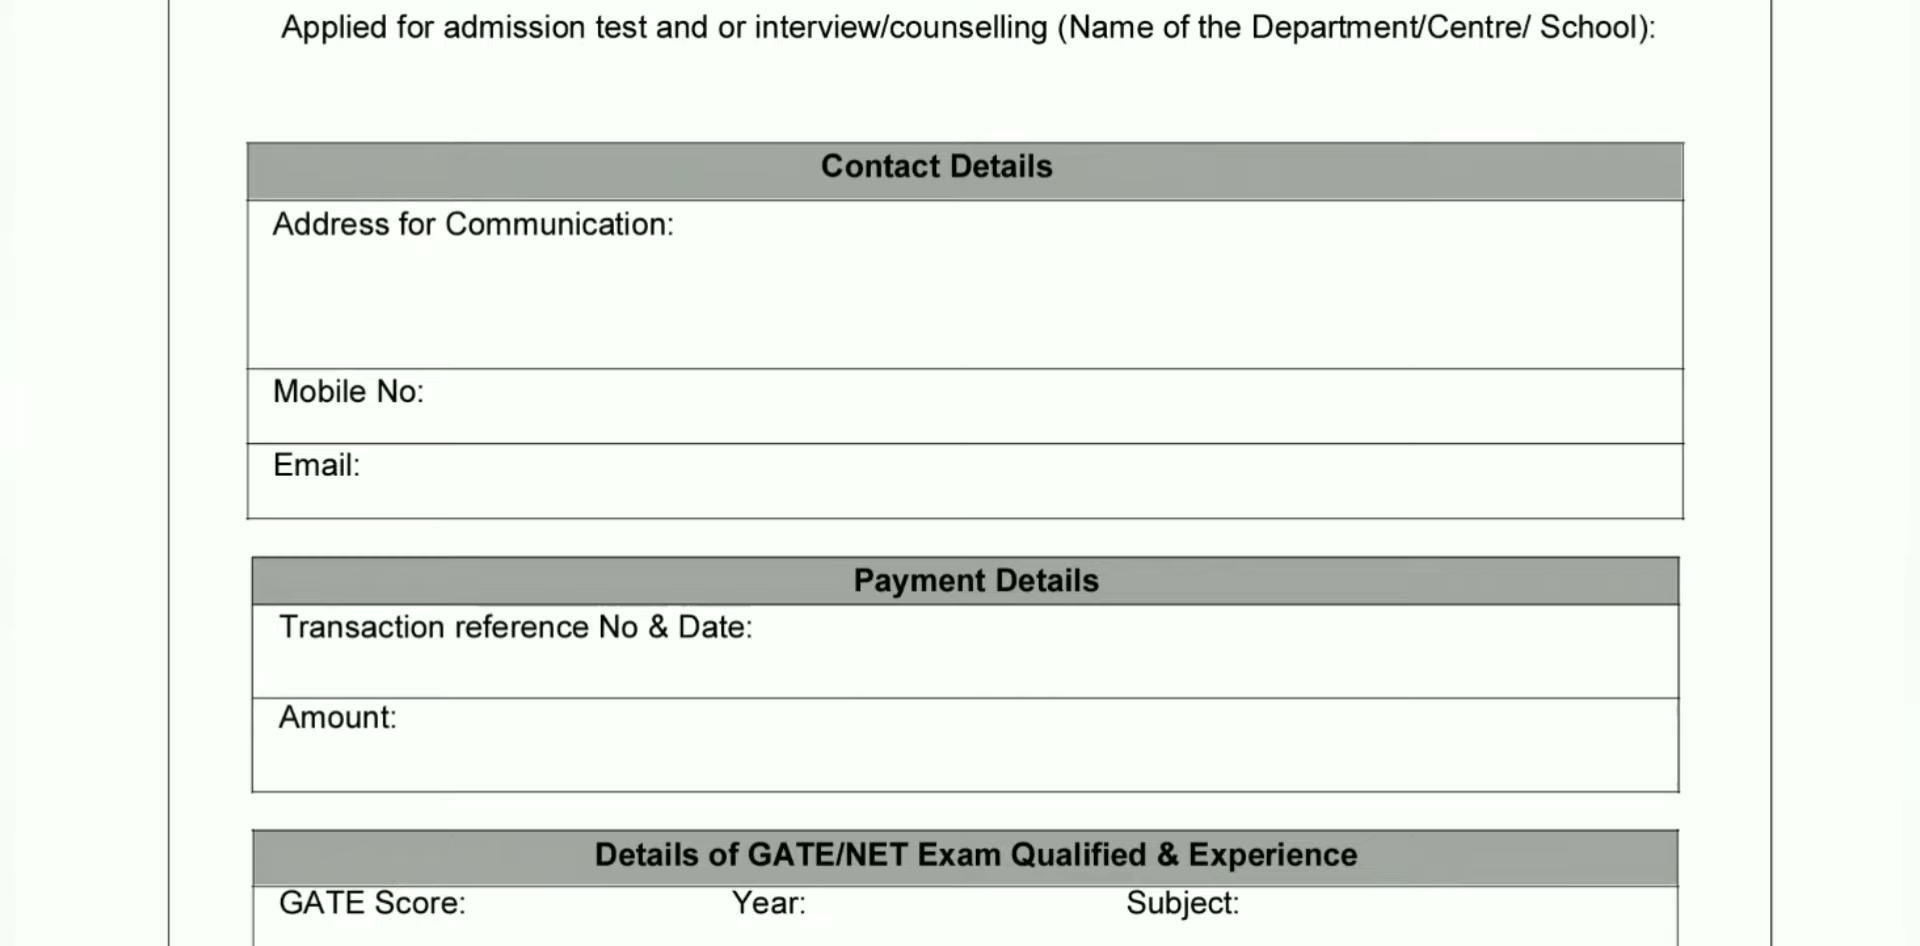 Applied for admission test and or interview/counselling (Name of the Department/Centre/ School):
Contact Details
Address for Communication:
Mobile No:
Email:
Payment Details
Transaction reference No & Date:
Amount:
Details of GATE/NET Exam Qualified & Experience
GATE Score: Year: Subject: